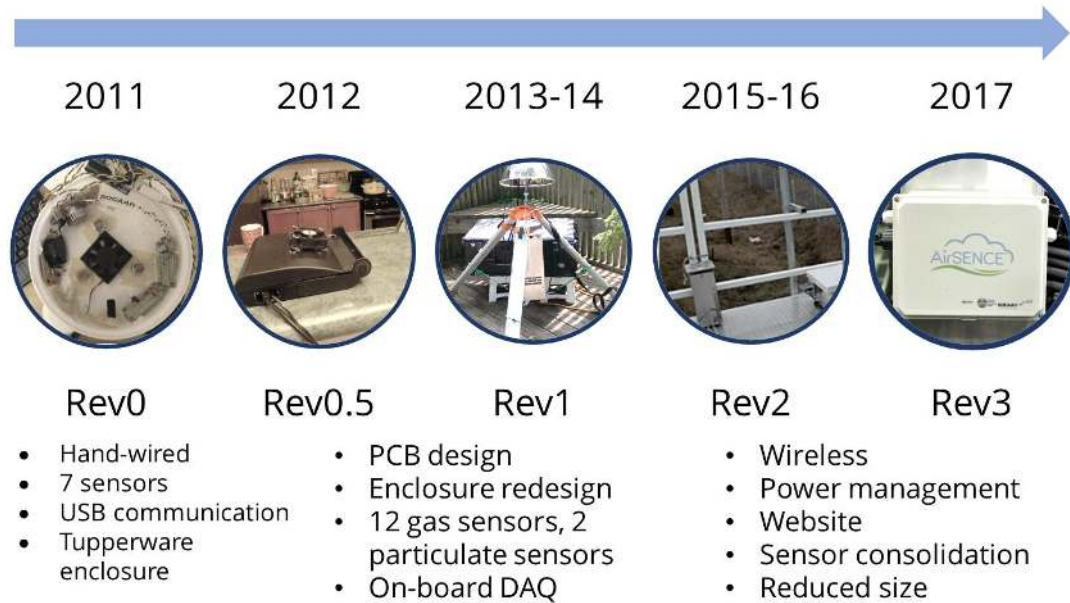 2011
2012
2013-14
2015-16
2017
AirSENCE
Rev0
Rev0.5
Rev1
Rev2
Rev3
• Hand-wired
• 7 sensors
• USB communication
• Tupperware
enclosure
• PCB design
• Enclosure redesign
• 12 gas sensors, 2
particulate sensors
• On-board DAQ
• Wireless
• Power management
• Website
• Sensor consolidation
• Reduced size